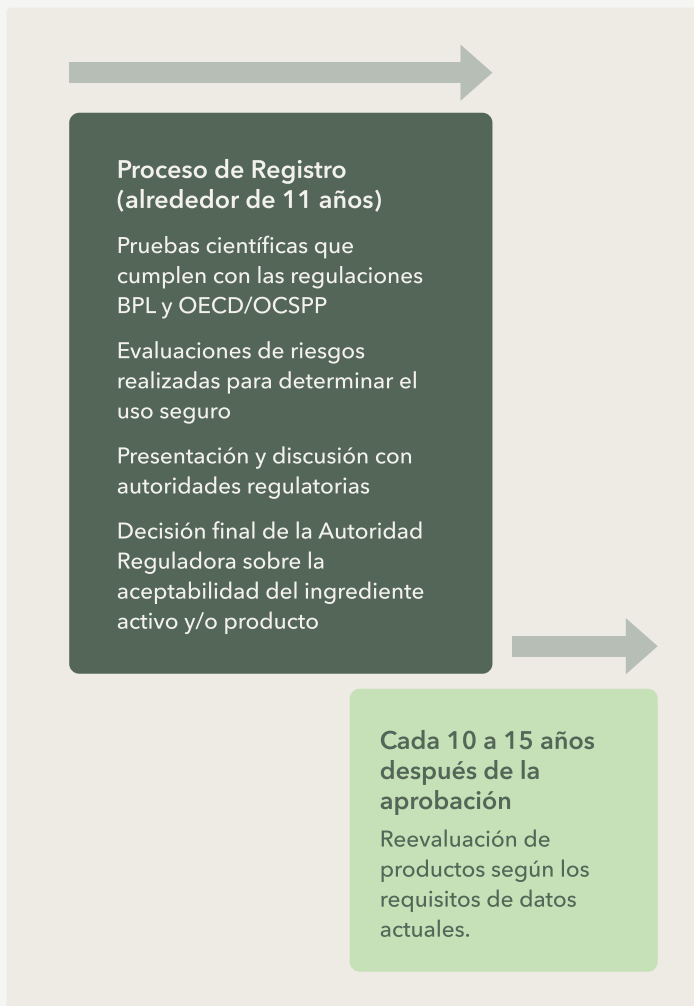 Proceso de Registro
(alrededor de 11 años)
Pruebas científicas que
cumplen con las regulaciones
BPL y OECD/OCSPP
Evaluaciones de riesgos
realizadas para determinar el
uso seguro
Presentación y discusión con
autoridades regulatorias
Decisión final de la Autoridad
Reguladora sobre la
aceptabilidad del ingrediente
activo y/o producto
Cada 10 a 15 años
después de la
aprobación
Reevaluación de
productos según los
requisitos de datos
actuales.